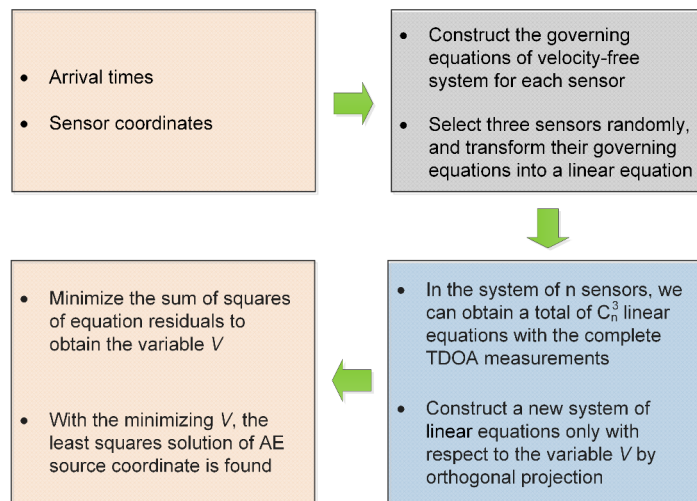 • Arrival times
• Sensor coordinates
• Construct the governing
equations of velocity-free
system for each sensor
• Select three sensors randomly,
and transform their governing
equations into a linear equation
• In the system of n sensors, we
can obtain a total of C³ₙ linear
equations with the complete
TDOA measurements
• Construct a new system of
linear equations only with
respect to the variable V by
orthogonal projection
• Minimize the sum of squares
of equation residuals to
obtain the variable V
• With the minimizing V, the
least squares solution of AE
source coordinate is found